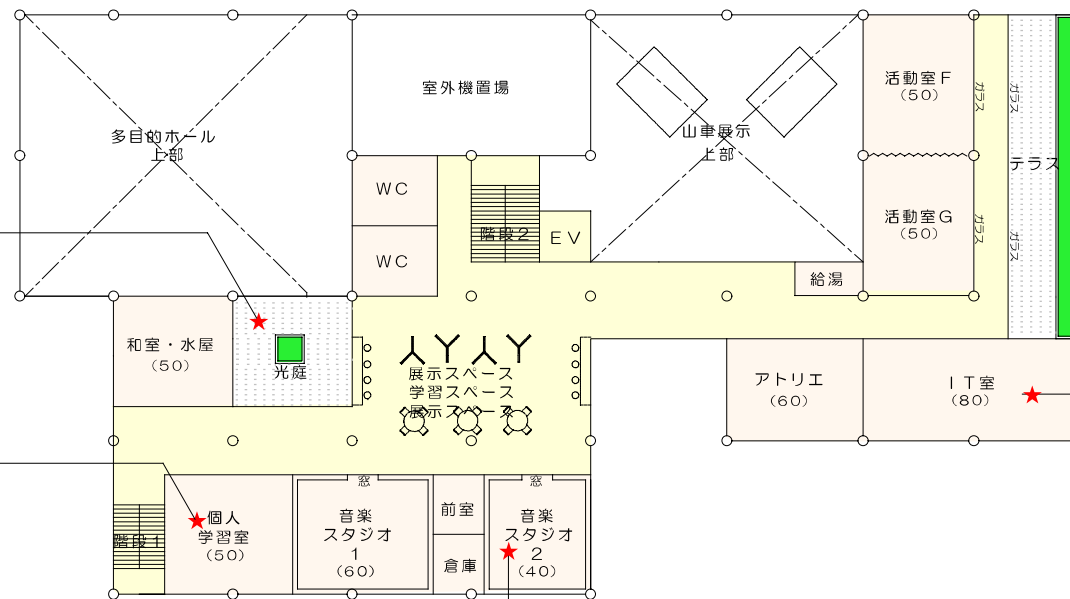 室外機置場
多目的ホール
上部
山車展示
上部
活動室F
(50)
ガラス
ガラス
テラス
WC
WC
階段2
EV
活動室G
(50)
ガラス
ガラス
給湯
和室・水屋
(50)
光庭
展示スペース
学習スペース
展示スペース
アトリエ
(60)
IT室
(80)
階段1
個人
学習室
(50)
窓
音楽
スタジオ
1
(60)
前室
倉庫
窓
音楽
スタジオ
2
(40)